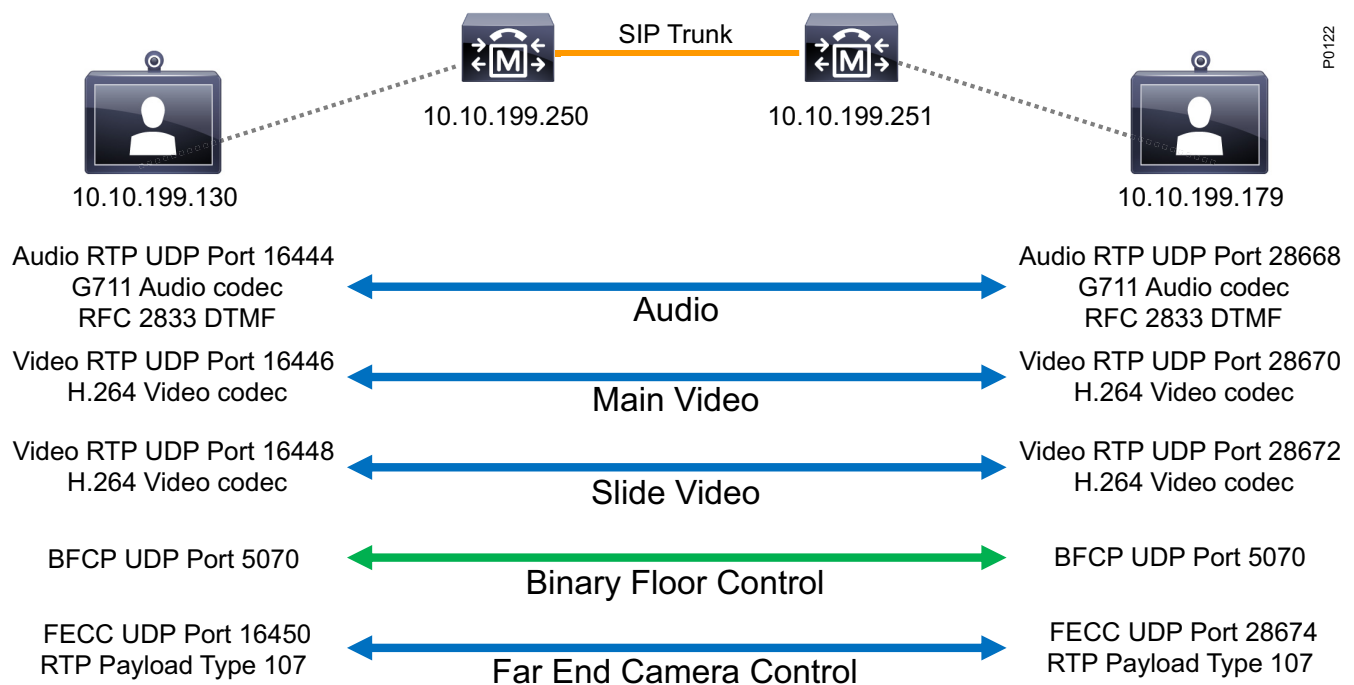 SIP Trunk
P0122
M
M
10.10.199.250
10.10.199.251
10.10.199.130
10.10.199.179
Audio RTP UDP Port 16444
G711 Audio codec
RFC 2833 DTMF
Audio
Audio RTP UDP Port 28668
G711 Audio codec
RFC 2833 DTMF
Video RTP UDP Port 16446
H.264 Video codec
Main Video
Video RTP UDP Port 28670
H.264 Video codec
Video RTP UDP Port 16448
H.264 Video codec
Slide Video
Video RTP UDP Port 28672
H.264 Video codec
BFCP UDP Port 5070
Binary Floor Control
BFCP UDP Port 5070
FECC UDP Port 16450
RTP Payload Type 107
Far End Camera Control
FECC UDP Port 28674
RTP Payload Type 107